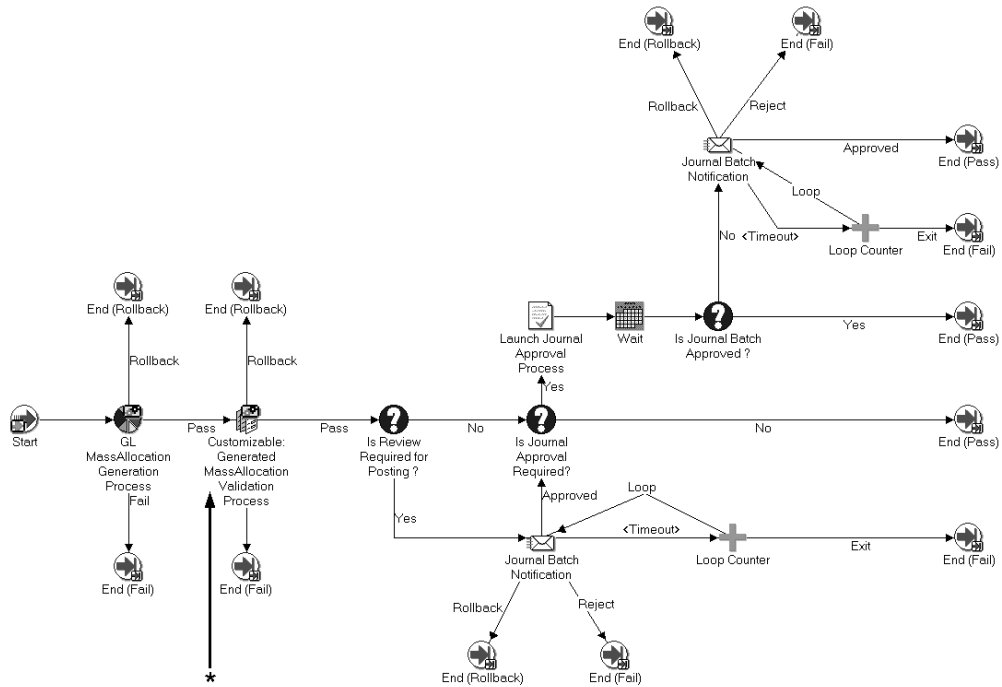 End (Rollback)
End (Fail)
Rollback
Reject
Journal Batch
Notification
Approved
End (Pass)
Loop
No
<Timeout>
Loop Counter
Exit
End (Fail)
End (Rollback)
End (Rollback)
Launch Journal
Approval
Process
Wait
Is Journal Batch
Approved ?
Yes
End (Pass)
Rollback
Rollback
Yes
Start
GL
MassAllocation
Generation
Process
Pass
Customizable:
Generated
MassAllocation
Validation
Process
Pass
Is Review
Required for
Posting ?
No
Is Journal
Approval
Required?
No
End (Pass)
Fail
Yes
Approved
Loop
<Timeout>
Journal Batch
Notification
Loop Counter
Exit
End (Fail)
End (Fail)
End (Fail)
Rollback
Reject
End (Rollback)
End (Fail)
*